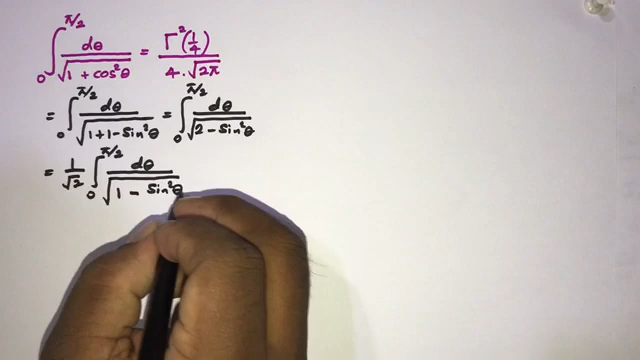 ∫₀^{π/2} dθ/√(1 + cos²θ) = Γ²(1/4)/(4·√(2π))
= ∫₀^{π/2} dθ/√(1+1−sin²θ) = ∫₀^{π/2} dθ/√(2−sin²θ)
= 1/√2 ∫₀^{π/2} dθ/√(1 − sin²θ